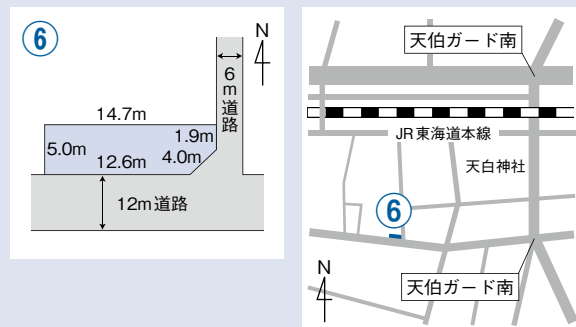 ⑥
N
6m道路
14.7m
1.9m
5.0m
4.0m
12.6m
12m道路
天伯ガード南
JR東海道本線
天白神社
⑥
N
天伯ガード南